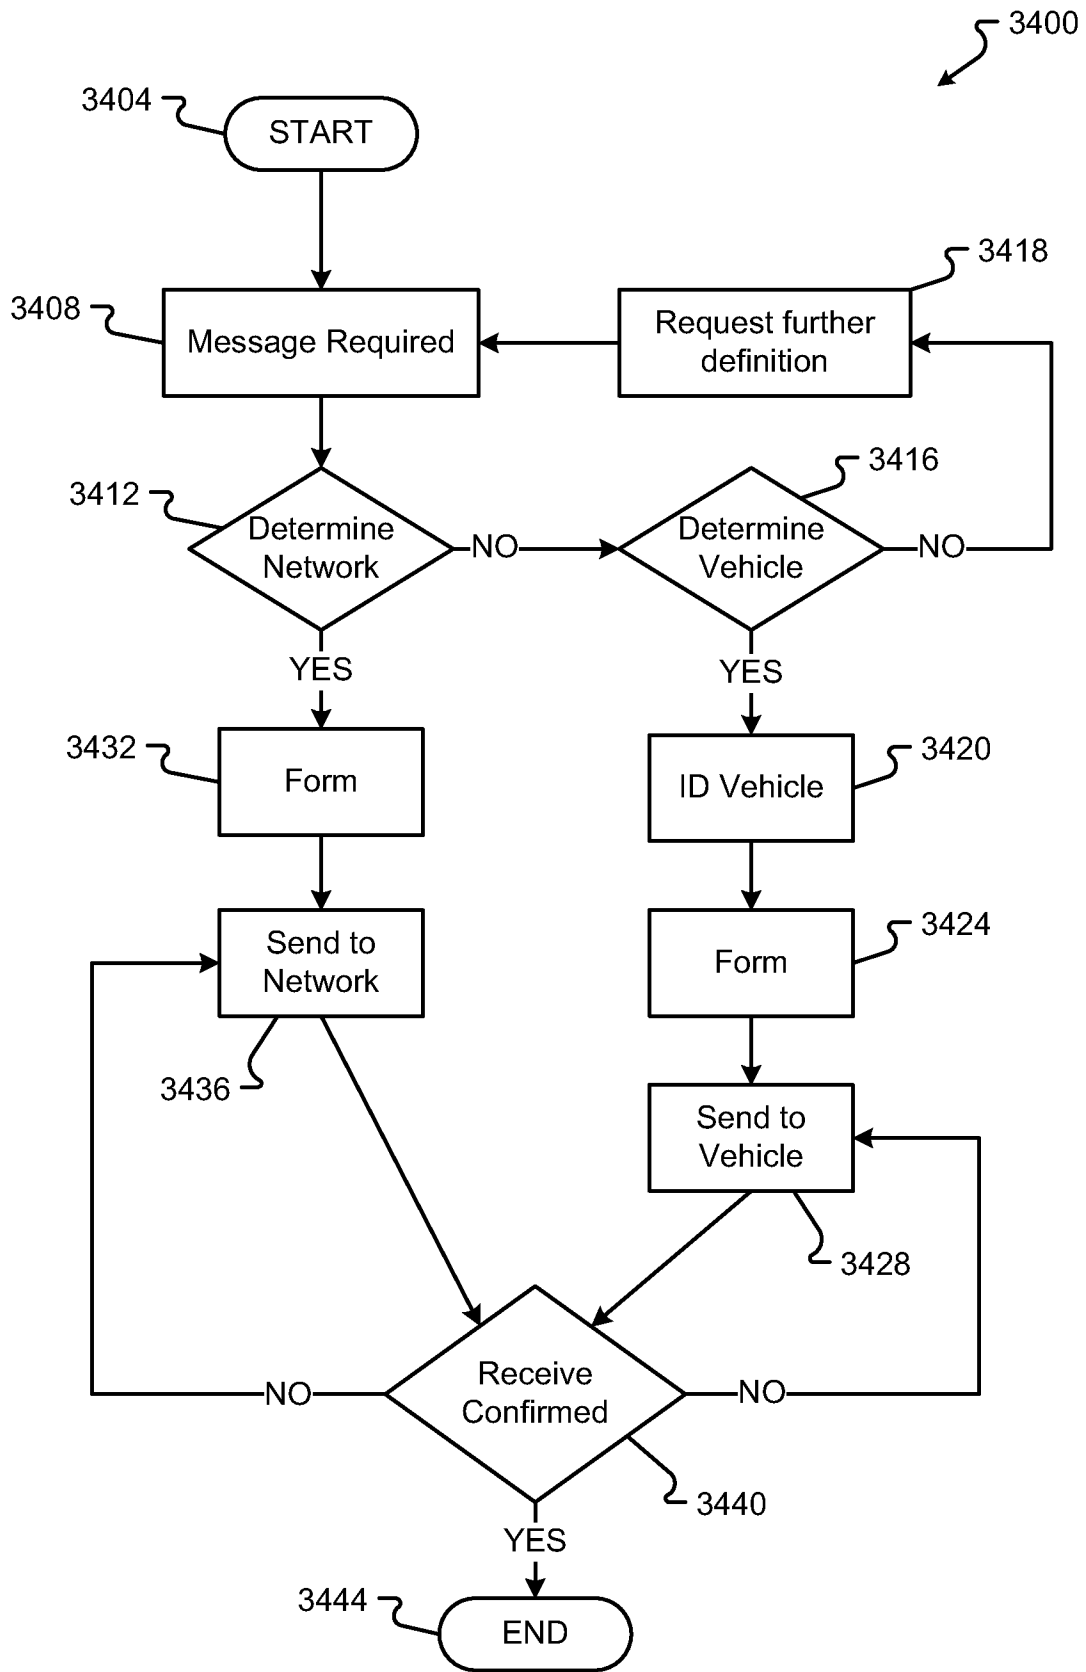 3400
3404
START
3418
3408
Message Required
Request further
definition
3412
Determine
Network
NO
3416
Determine
Vehicle
NO
YES
YES
3432
Form
3420
ID Vehicle
Send to
Network
3436
3424
Form
Send to
Vehicle
3428
NO
Receive
Confirmed
NO
3440
YES
3444
END